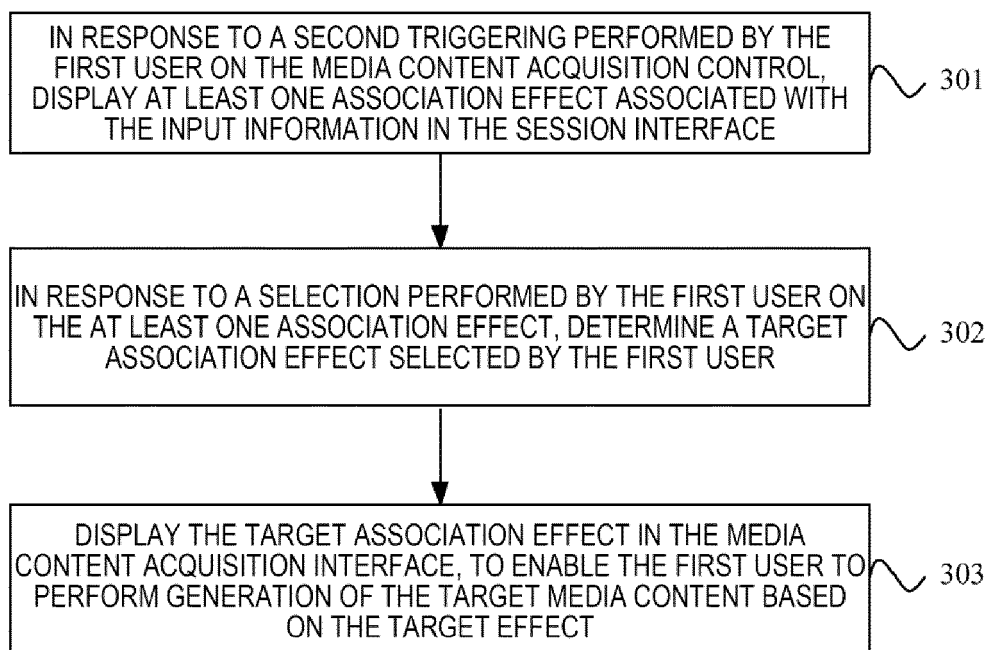 IN RESPONSE TO A SECOND TRIGGERING PERFORMED BY THE
FIRST USER ON THE MEDIA CONTENT ACQUISITION CONTROL,
DISPLAY AT LEAST ONE ASSOCIATION EFFECT ASSOCIATED WITH
THE INPUT INFORMATION IN THE SESSION INTERFACE
301
IN RESPONSE TO A SELECTION PERFORMED BY THE FIRST USER ON
THE AT LEAST ONE ASSOCIATION EFFECT, DETERMINE A TARGET
ASSOCIATION EFFECT SELECTED BY THE FIRST USER
302
DISPLAY THE TARGET ASSOCIATION EFFECT IN THE MEDIA
CONTENT ACQUISITION INTERFACE, TO ENABLE THE FIRST USER TO
PERFORM GENERATION OF THE TARGET MEDIA CONTENT BASED
ON THE TARGET EFFECT
303